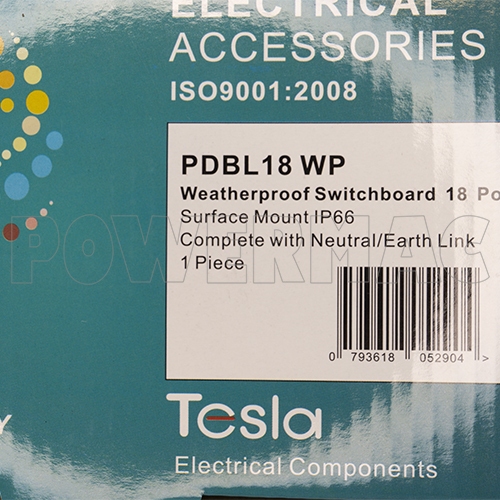 ELECTRICAL
ACCESSORIES
ISO9001:2008
PDBL18 WP
Weatherproof Switchboard 18 Po
Surface Mount IP66
Complete with Neutral/Earth Link
1 Piece
POWERMAC
0 793618 052904 >
Tesla
Electrical Components
Y